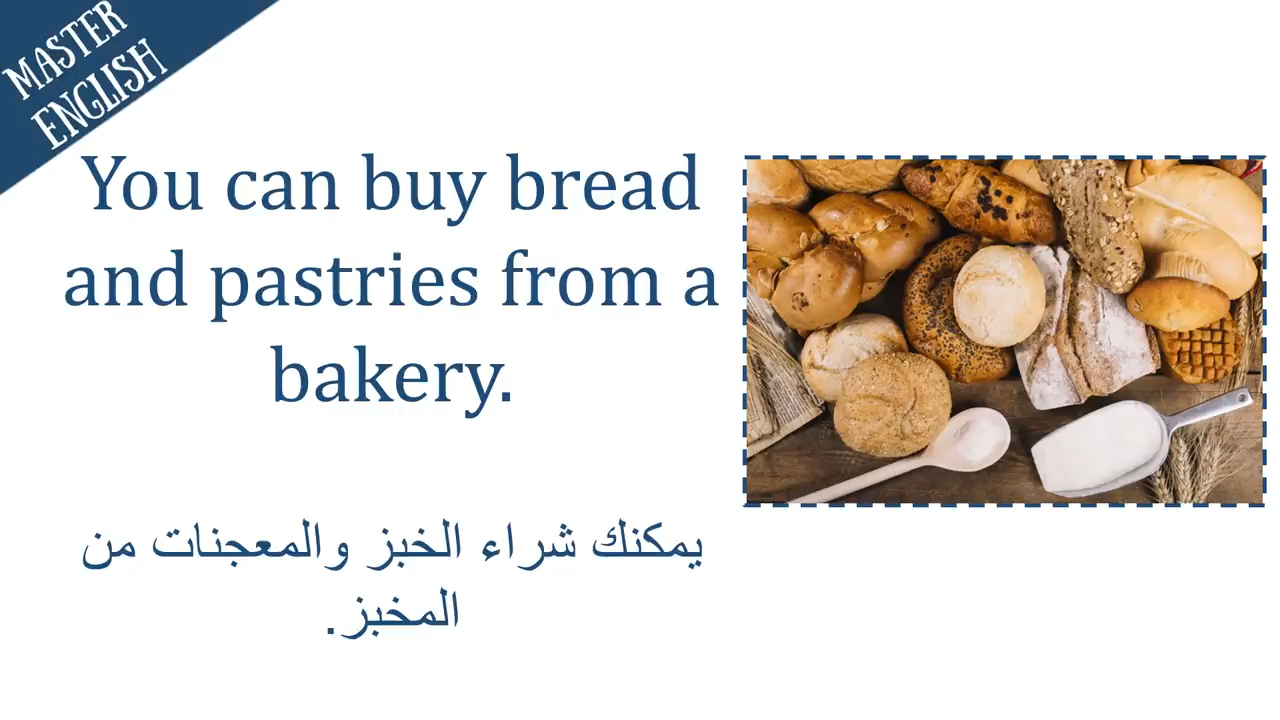 MASTER
ENGLISH
You can buy bread
and pastries from a
bakery.
يمكنك شراء الخبز والمعجنات من
المخبز.